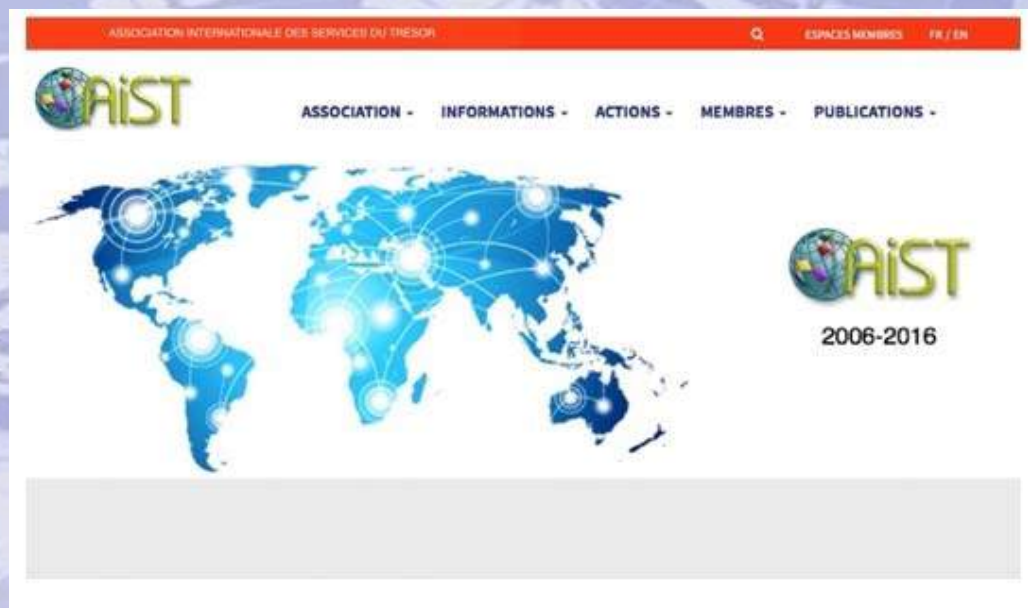 ASSOCIATION INTERNATIONALE DES SERVICES DU TRÉSOR ESPACES MEMBRES FR / EN
AiST ASSOCIATION INFORMATIONS ACTIONS MEMBRES PUBLICATIONS
AiST
2006-2016